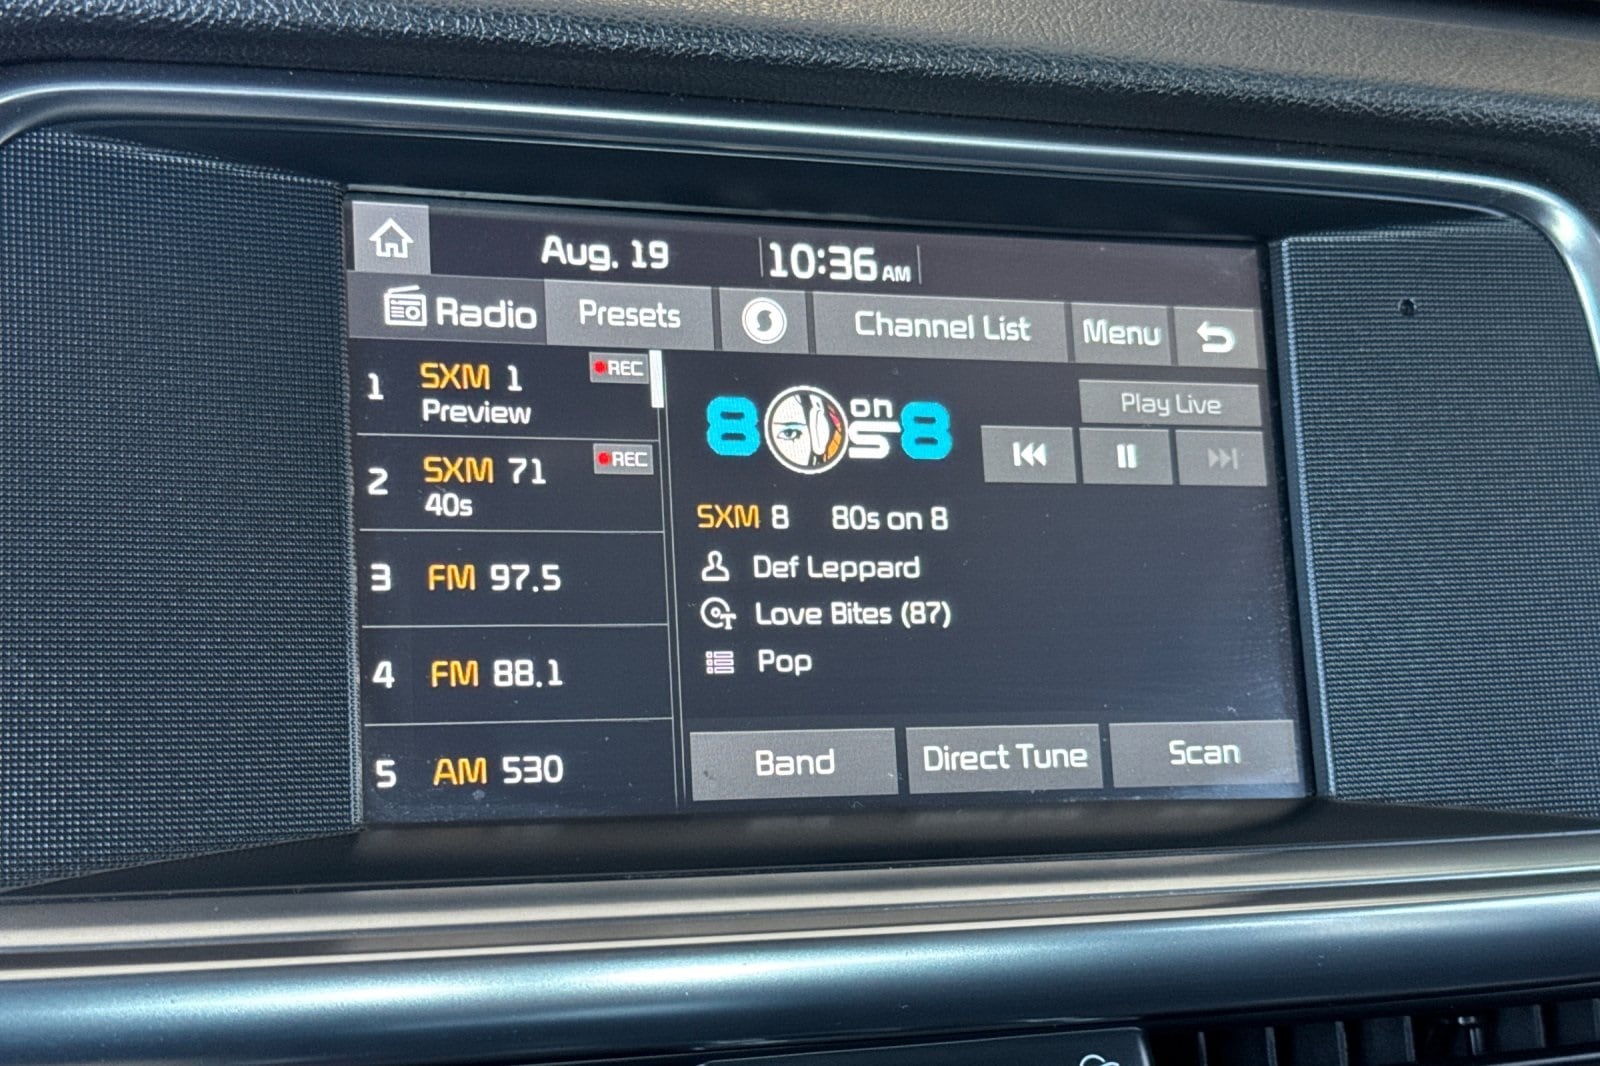 Aug. 19 10:36 AM
Radio Presets Channel List Menu
1 SXM 1 REC
Preview
2 SXM 71 REC
40s
3 FM 97.5
4 FM 88.1
5 AM 530
80s on 8
Play Live
SXM 8 80s on 8
Def Leppard
Love Bites (87)
Pop
Band Direct Tune Scan